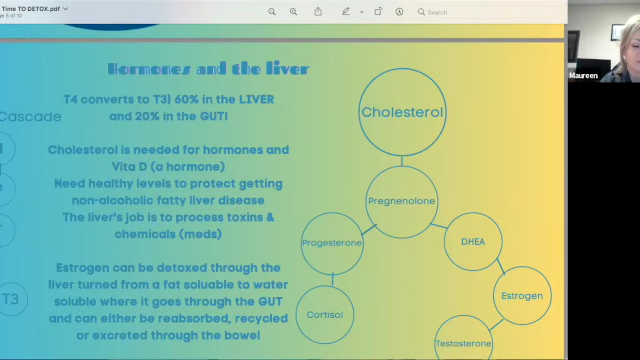 Time TO DETOX.pdf
Page 5 of 12
Search
Hormones and the liver
T4 converts to T3) 60% in the LIVER
and 20% in the GUT!
Cascade
Cholesterol is needed for hormones and
Vita D (a hormone)
Need healthy levels to protect getting
non-alcoholic fatty liver disease
The liver's job is to process toxins &
chemicals (meds)
Estrogen can be detoxed through the
liver turned from a fat soluable to water
soluble where it goes through the GUT
and can either be reabsorbed, recycled
or excreted through the bowel
T3
Cholesterol
Pregnenolone
Progesterone
DHEA
Cortisol
Estrogen
Testosterone
Maureen